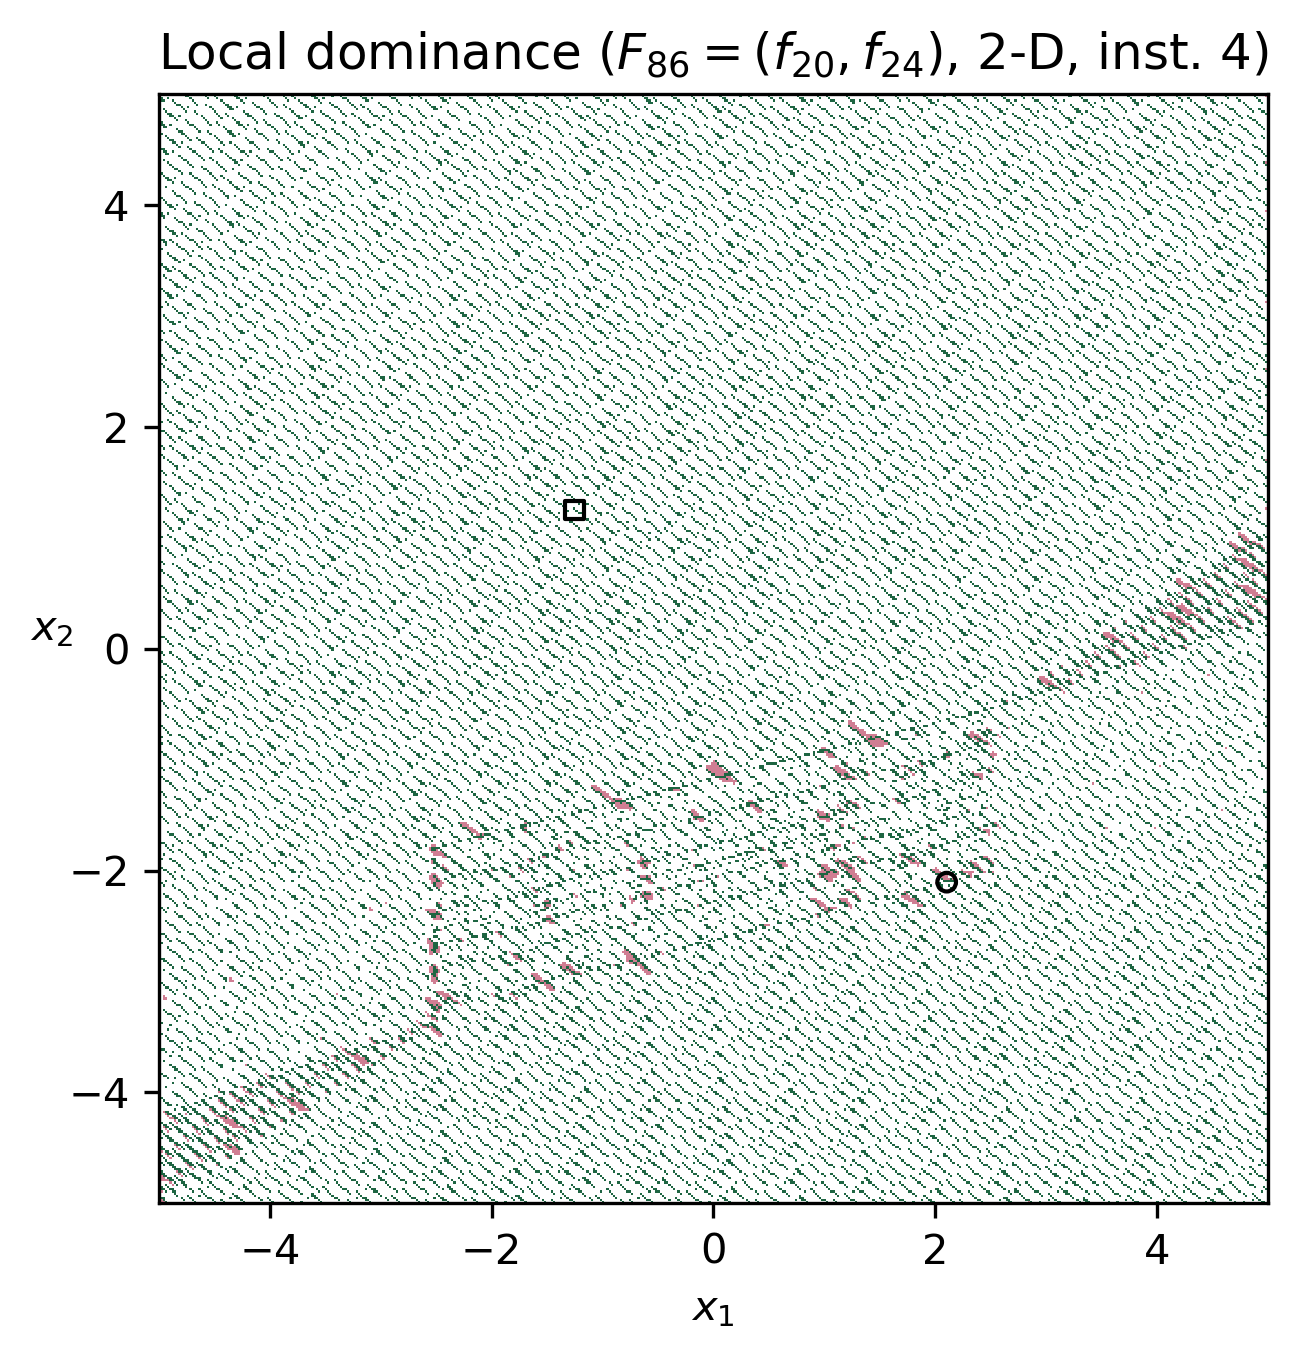 Local dominance (F₈₆ = (f₂₀, f₂₄), 2-D, inst. 4)
4
2
x₂ 0
−2
−4
−4 −2 0 2 4
x₁